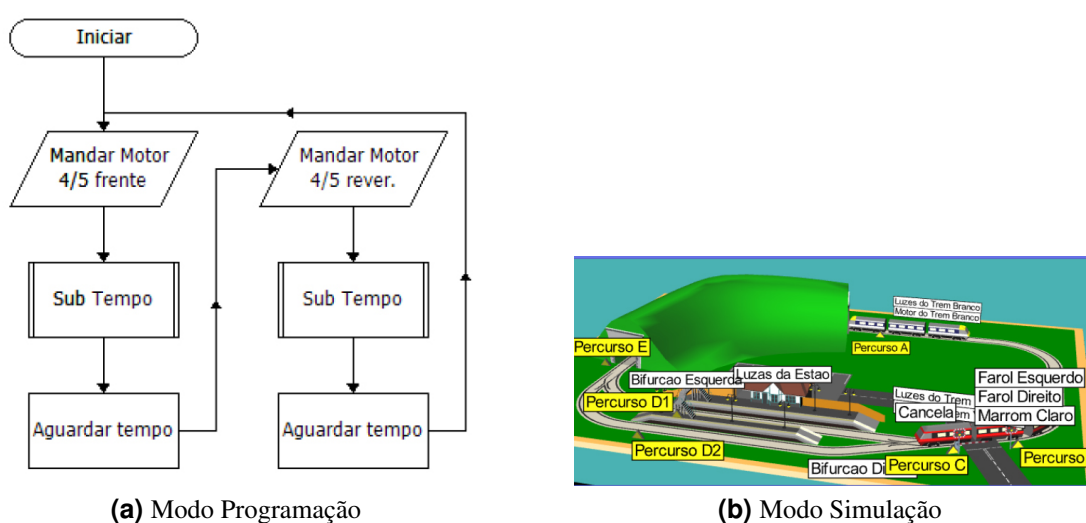 Iniciar
Mandar Motor
4/5 frente
Mandar Motor
4/5 rever.
Sub Tempo
Sub Tempo
Aguardar tempo
Aguardar tempo
(a) Modo Programação
Luzes do Trem Branco
Motor do Trem Branco
Percurso A
Percurso E
Bifurcao Esquerda
Luzas da Estao
Farol Esquerdo
Percurso D1
Luzes do Trem
Farol Direito
Cancela
Marrom Claro
Percurso D2
Bifurcao
Percurso C
Percurso
(b) Modo Simulação